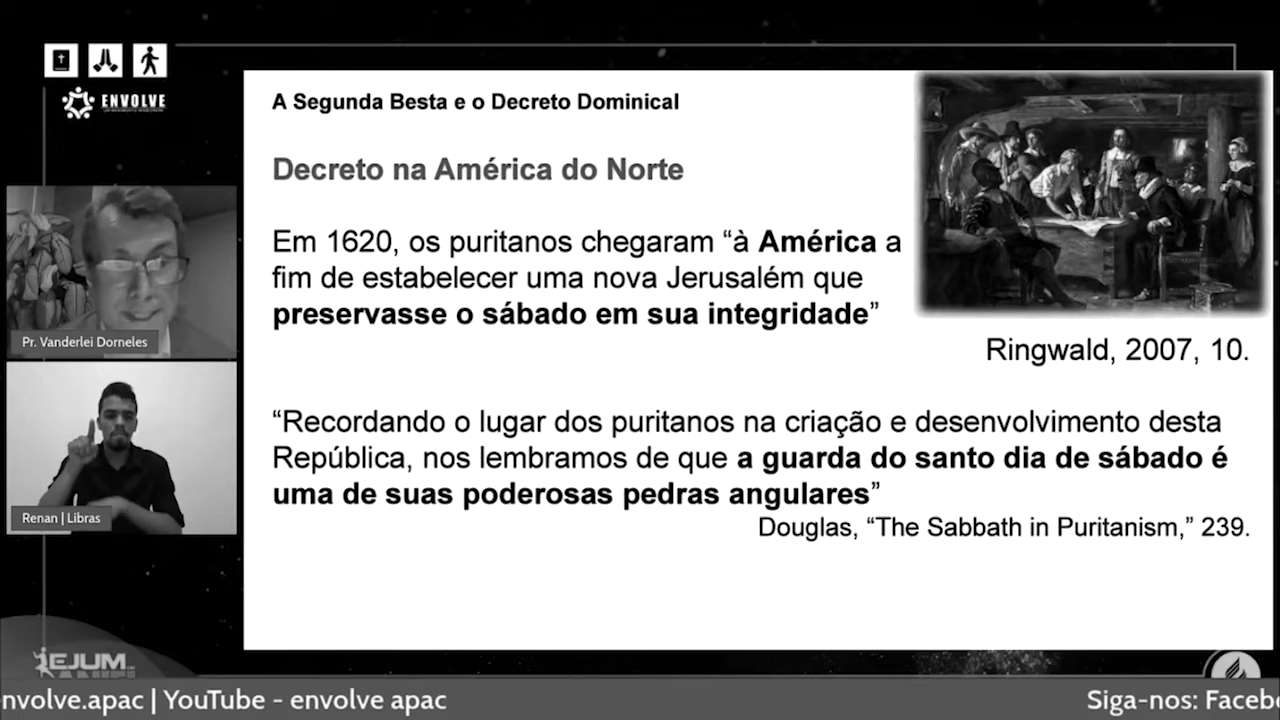 ENVOLVE
A Segunda Besta e o Decreto Dominical
Decreto na América do Norte
Em 1620, os puritanos chegaram “à América a
fim de estabelecer uma nova Jerusalém que
preservasse o sábado em sua integridade”
Ringwald, 2007, 10.
“Recordando o lugar dos puritanos na criação e desenvolvimento desta
República, nos lembramos de que a guarda do santo dia de sábado é
uma de suas poderosas pedras angulares”
Douglas, “The Sabbath in Puritanism,” 239.
Pr. Vanderlei Dorneles
Renan | Libras
EJUM
nvolve.apac | YouTube - envolve apac
Siga-nos: Faceb